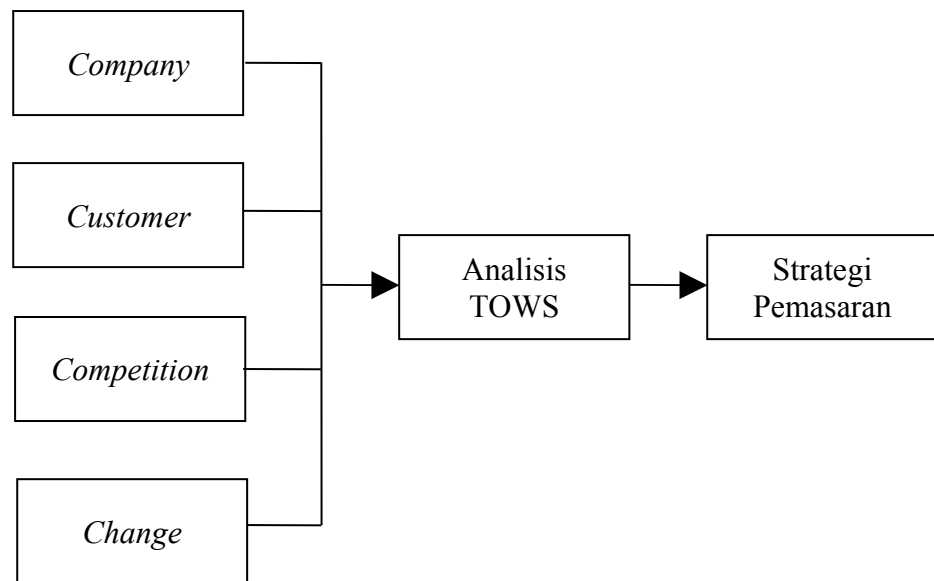 Company
Customer
Competition
Change
Analisis
TOWS
Strategi
Pemasaran